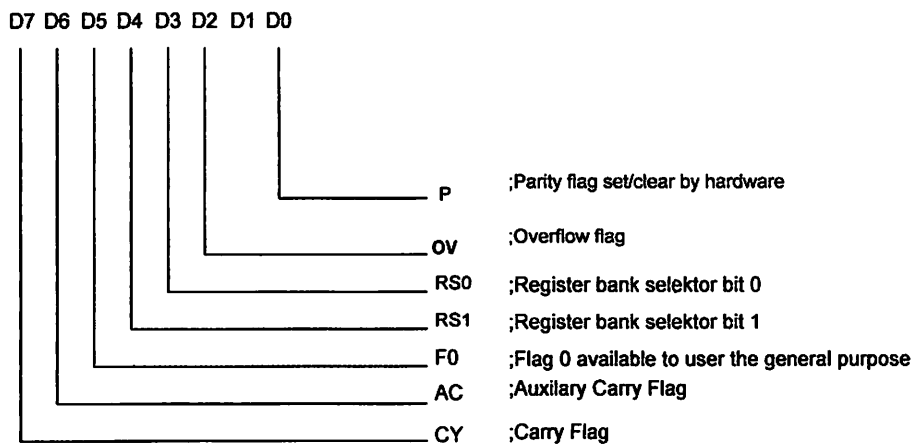 D7 D6 D5 D4 D3 D2 D1 D0
P ;Parity flag set/clear by hardware
OV ;Overflow flag
RS0 ;Register bank selektor bit 0
RS1 ;Register bank selektor bit 1
F0 ;Flag 0 available to user the general purpose
AC ;Auxilary Carry Flag
CY ;Carry Flag